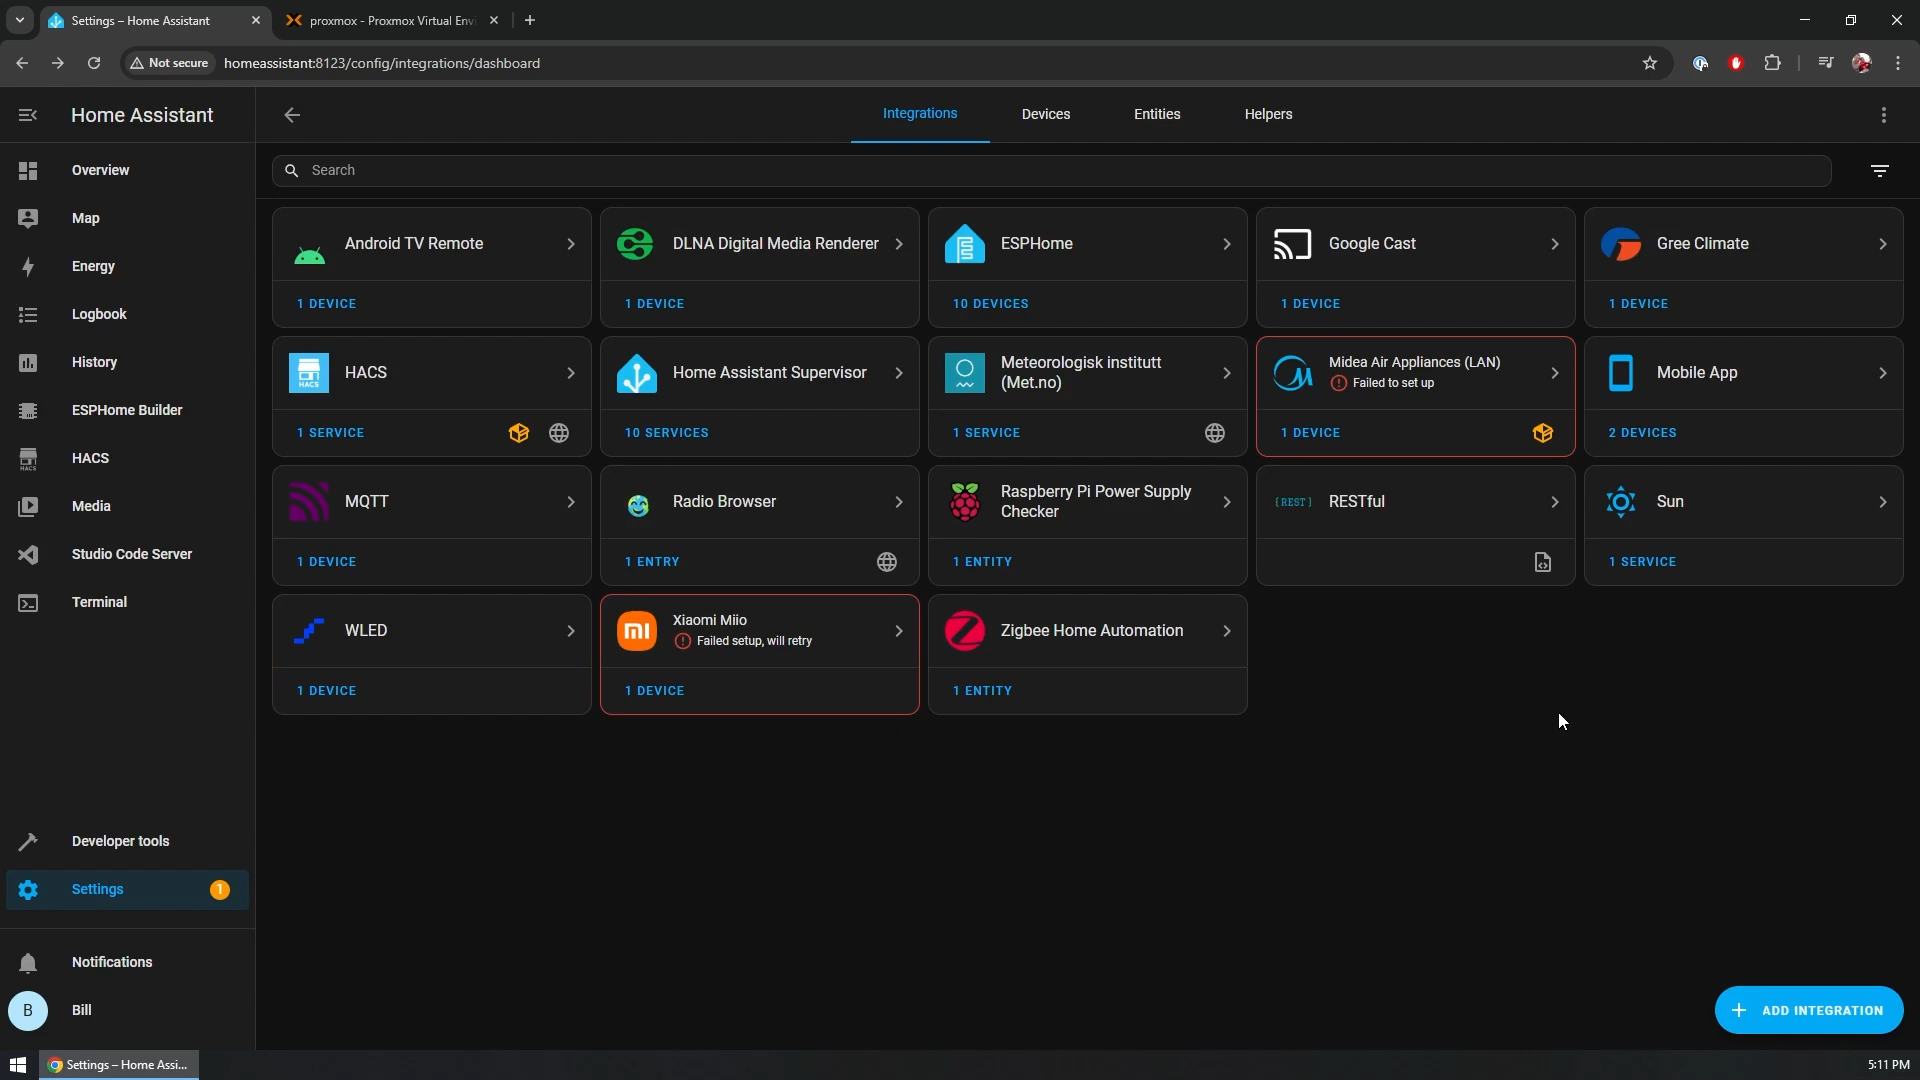 Settings – Home Assistant
proxmox - Proxmox Virtual Envi
Not secure
homeassistant:8123/config/integrations/dashboard
Home Assistant
Integrations
Devices
Entities
Helpers
Search
Overview
Map
Energy
Logbook
History
ESPHome Builder
HACS
HACS
Media
Studio Code Server
Terminal
Developer tools
Settings
1
Notifications
B
Bill
Android TV Remote
1 DEVICE
DLNA Digital Media Renderer
1 DEVICE
ESPHome
10 DEVICES
Google Cast
1 DEVICE
Gree Climate
1 DEVICE
HACS
HACS
1 SERVICE
Home Assistant Supervisor
10 SERVICES
Meteorologisk institutt
(Met.no)
1 SERVICE
Midea Air Appliances (LAN)
Failed to set up
1 DEVICE
Mobile App
2 DEVICES
MQTT
1 DEVICE
Radio Browser
1 ENTRY
Raspberry Pi Power Supply
Checker
1 ENTITY
{REST}
RESTful
Sun
1 SERVICE
WLED
1 DEVICE
mi
Xiaomi Miio
Failed setup, will retry
1 DEVICE
Zigbee Home Automation
1 ENTITY
ADD INTEGRATION
Settings – Home Assi...
5:11 PM